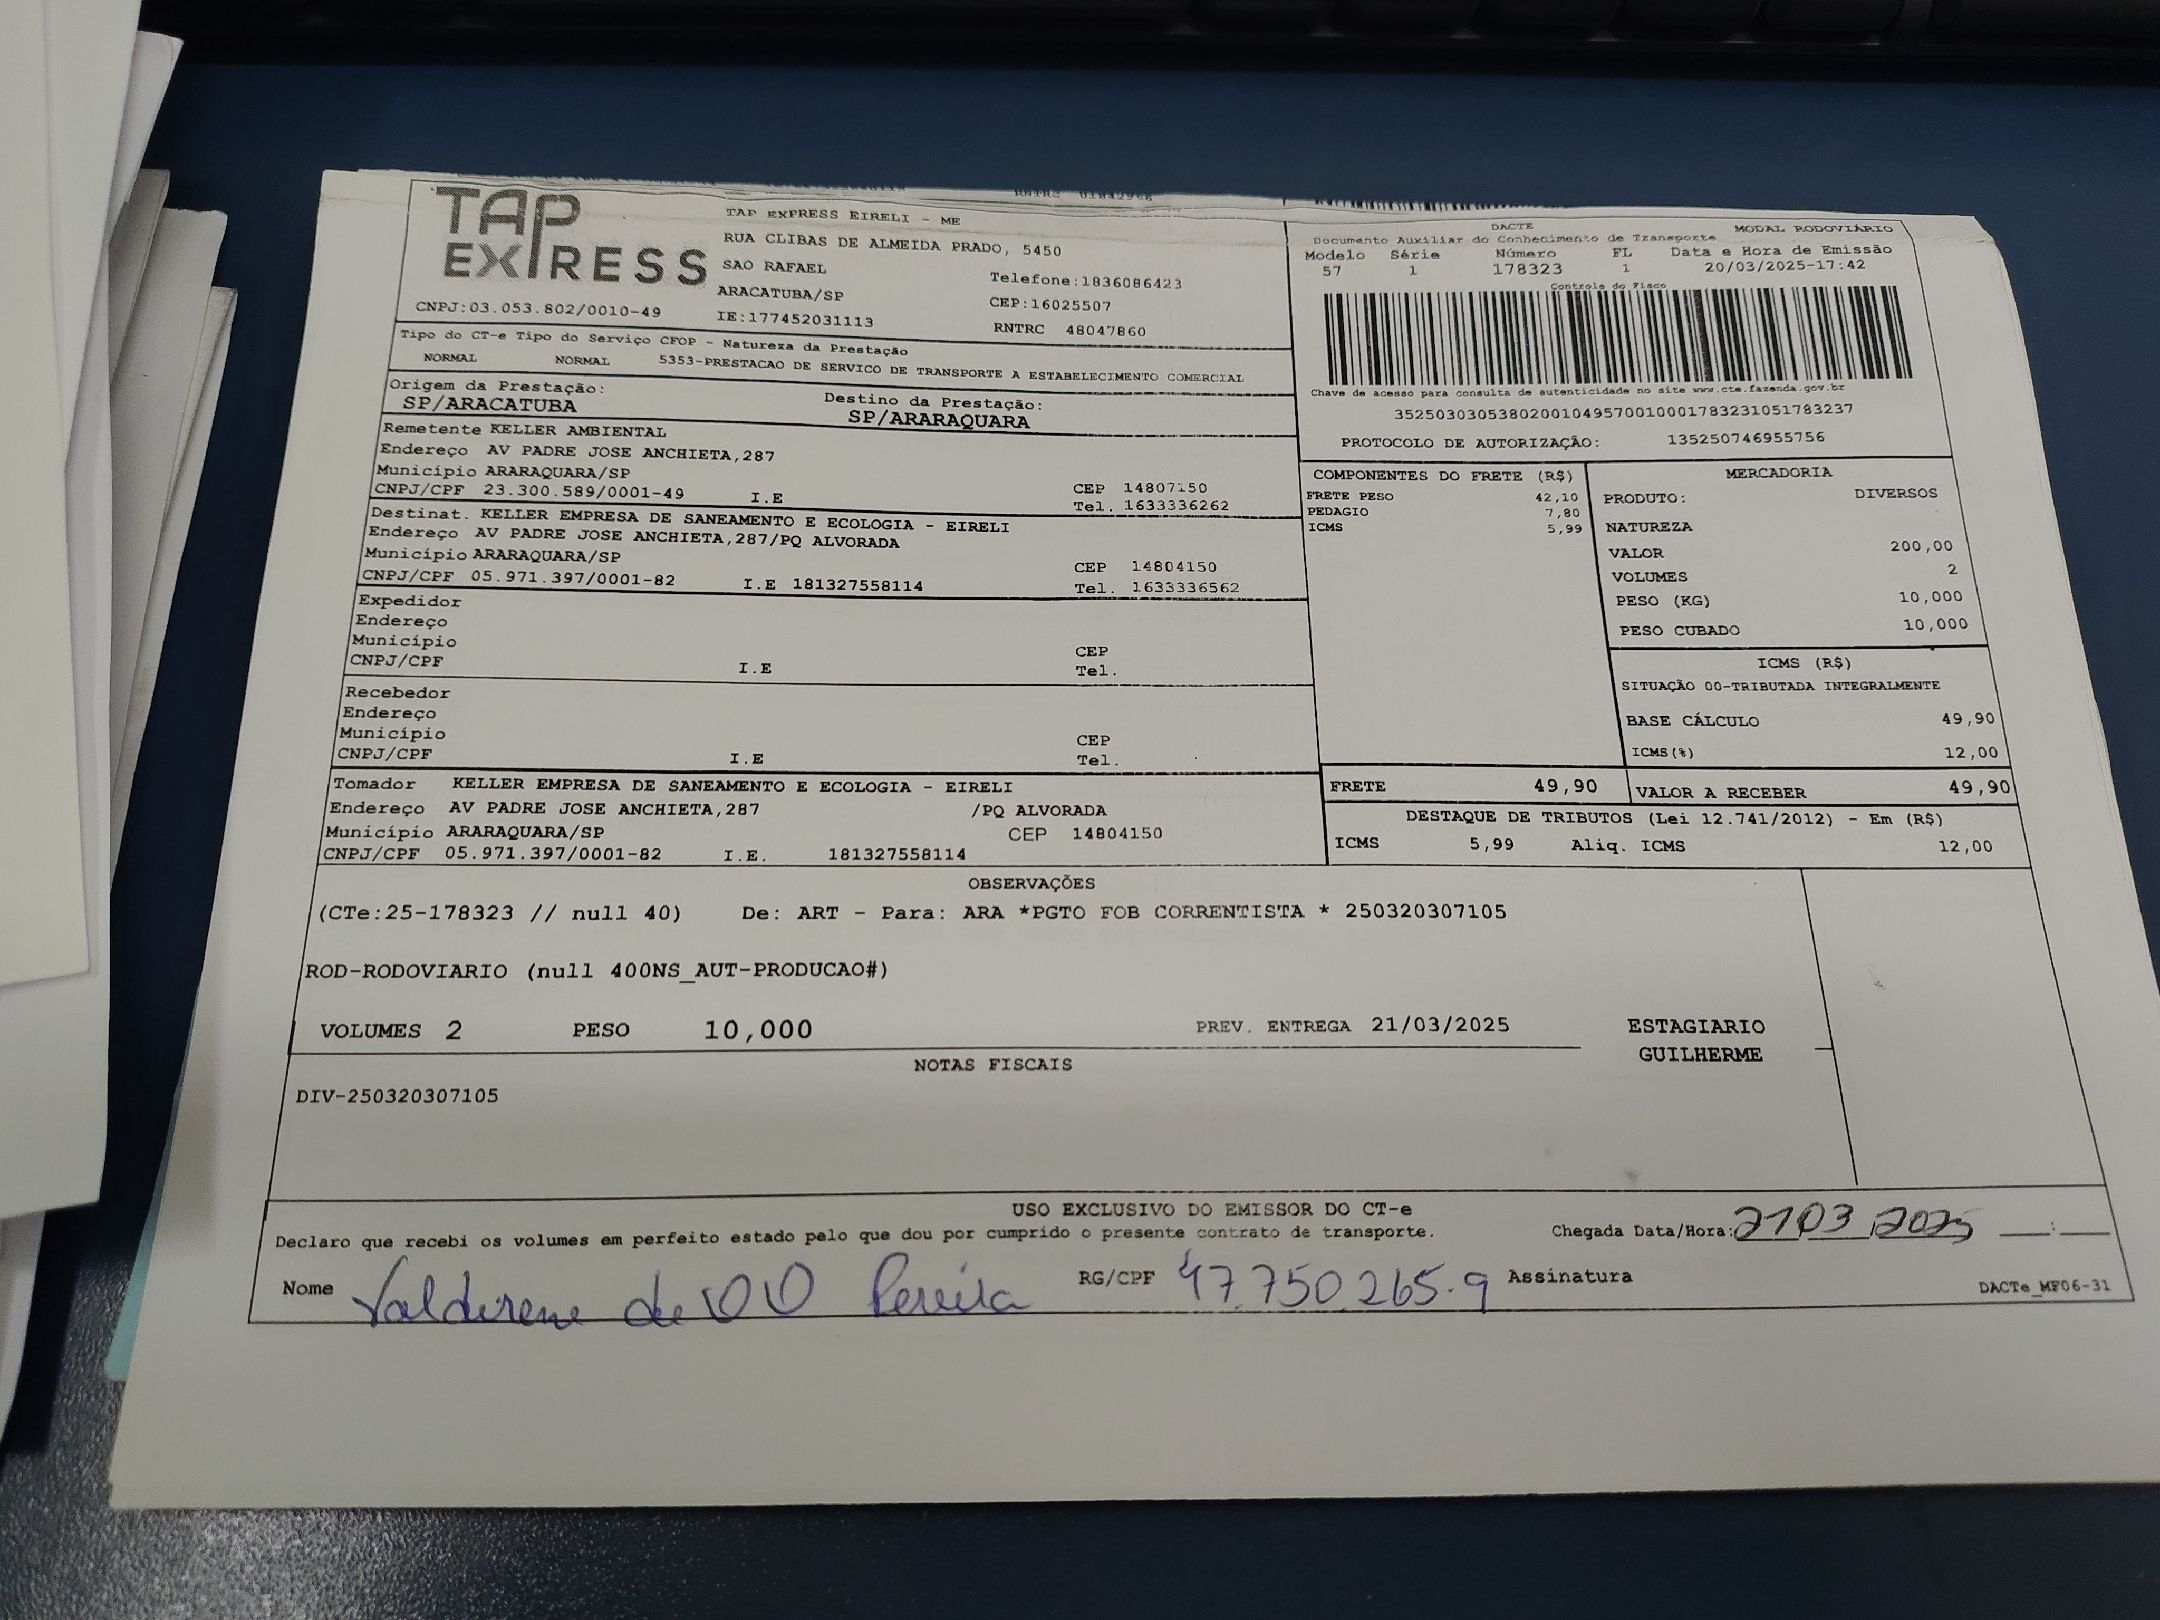 TAP EXPRESS
TAP EXPRESS EIRELI - ME
RUA CLIBAS DE ALMEIDA PRADO, 5450
SAO RAFAEL
Telefone:1836086423
ARACATUBA/SP
CEP:16025507
CNPJ:03.053.802/0010-49
IE:177452031113
RNTRC 48047860
DACTE
MODAL RODOVIÁRIO
Documento Auxiliar do Conhecimento de Transporte
Modelo Série Número FL Data e Hora de Emissão
57 1 178323 1 20/03/2025-17:42
Controle do Fisco
Chave de acesso para consulta de autenticidade no site www.cte.fazenda.gov.br
35250303053802001049570010001783231051783237
PROTOCOLO DE AUTORIZAÇÃO: 135250746955756
Tipo do CT-e Tipo do Serviço CFOP - Natureza da Prestação
NORMAL NORMAL 5353-PRESTACAO DE SERVICO DE TRANSPORTE A ESTABELECIMENTO COMERCIAL
Origem da Prestação: Destino da Prestação:
SP/ARACATUBA SP/ARARAQUARA
Remetente KELLER AMBIENTAL
Endereço AV PADRE JOSE ANCHIETA,287
Município ARARAQUARA/SP CEP 14807150
CNPJ/CPF 23.300.589/0001-49 I.E Tel. 1633336262
Destinat. KELLER EMPRESA DE SANEAMENTO E ECOLOGIA - EIRELI
Endereço AV PADRE JOSE ANCHIETA,287/PQ ALVORADA
Município ARARAQUARA/SP CEP 14804150
CNPJ/CPF 05.971.397/0001-82 I.E 181327558114 Tel. 1633336562
Expedidor
Endereço
Município CEP
CNPJ/CPF I.E Tel.
Recebedor
Endereço
Município CEP
CNPJ/CPF I.E Tel.
Tomador KELLER EMPRESA DE SANEAMENTO E ECOLOGIA - EIRELI
Endereço AV PADRE JOSE ANCHIETA,287 /PQ ALVORADA
Município ARARAQUARA/SP CEP 14804150
CNPJ/CPF 05.971.397/0001-82 I.E. 181327558114
COMPONENTES DO FRETE (R$)
FRETE PESO 42,10
PEDAGIO 7,80
ICMS 5,99
MERCADORIA
PRODUTO: DIVERSOS
NATUREZA
VALOR 200,00
VOLUMES 2
PESO (KG) 10,000
PESO CUBADO 10,000
ICMS (R$)
SITUAÇÃO 00-TRIBUTADA INTEGRALMENTE
BASE CÁLCULO 49,90
ICMS(%) 12,00
FRETE 49,90 VALOR A RECEBER 49,90
DESTAQUE DE TRIBUTOS (Lei 12.741/2012) - Em (R$)
ICMS 5,99 Aliq. ICMS 12,00
OBSERVAÇÕES
(CTe:25-178323 // null 40) De: ART - Para: ARA *PGTO FOB CORRENTISTA * 250320307105
ROD-RODOVIARIO (null 400NS_AUT-PRODUCAO#)
VOLUMES 2 PESO 10,000 PREV. ENTREGA 21/03/2025 ESTAGIARIO
GUILHERME
NOTAS FISCAIS
DIV-250320307105
USO EXCLUSIVO DO EMISSOR DO CT-e
Declaro que recebi os volumes em perfeito estado pelo que dou por cumprido o presente contrato de transporte. Chegada Data/Hora: 21 03 2025 :
Nome Valdirene de Pereira RG/CPF 47.750.265-9 Assinatura
DACTe_MF06-31